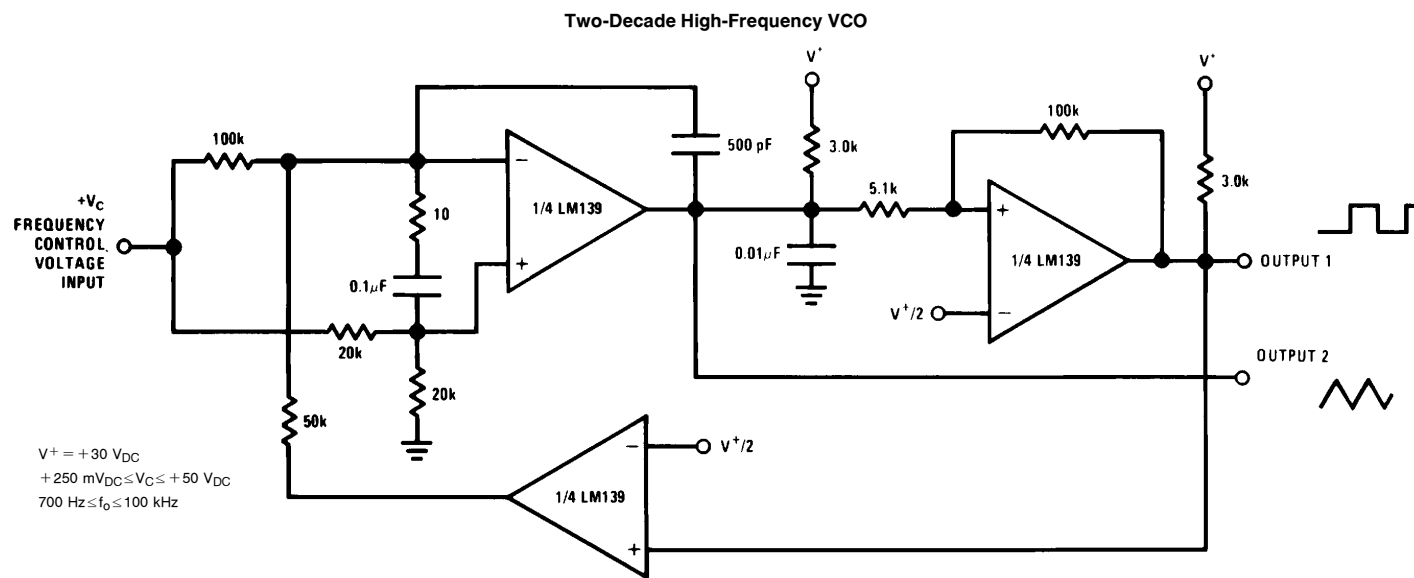 Two-Decade High-Frequency VCO
V+
V+
100k
100k
500 pF
3.0k
3.0k
5.1k
+VC
FREQUENCY
CONTROL
VOLTAGE
INPUT
10
−
1/4 LM139
+
0.1μF
0.01μF
+
1/4 LM139
−
OUTPUT 1
V+/2
20k
OUTPUT 2
20k
50k
V+ = +30 VDC
+250 mVDC ≤ VC ≤ +50 VDC
700 Hz ≤ fo ≤ 100 kHz
−
V+/2
1/4 LM139
+